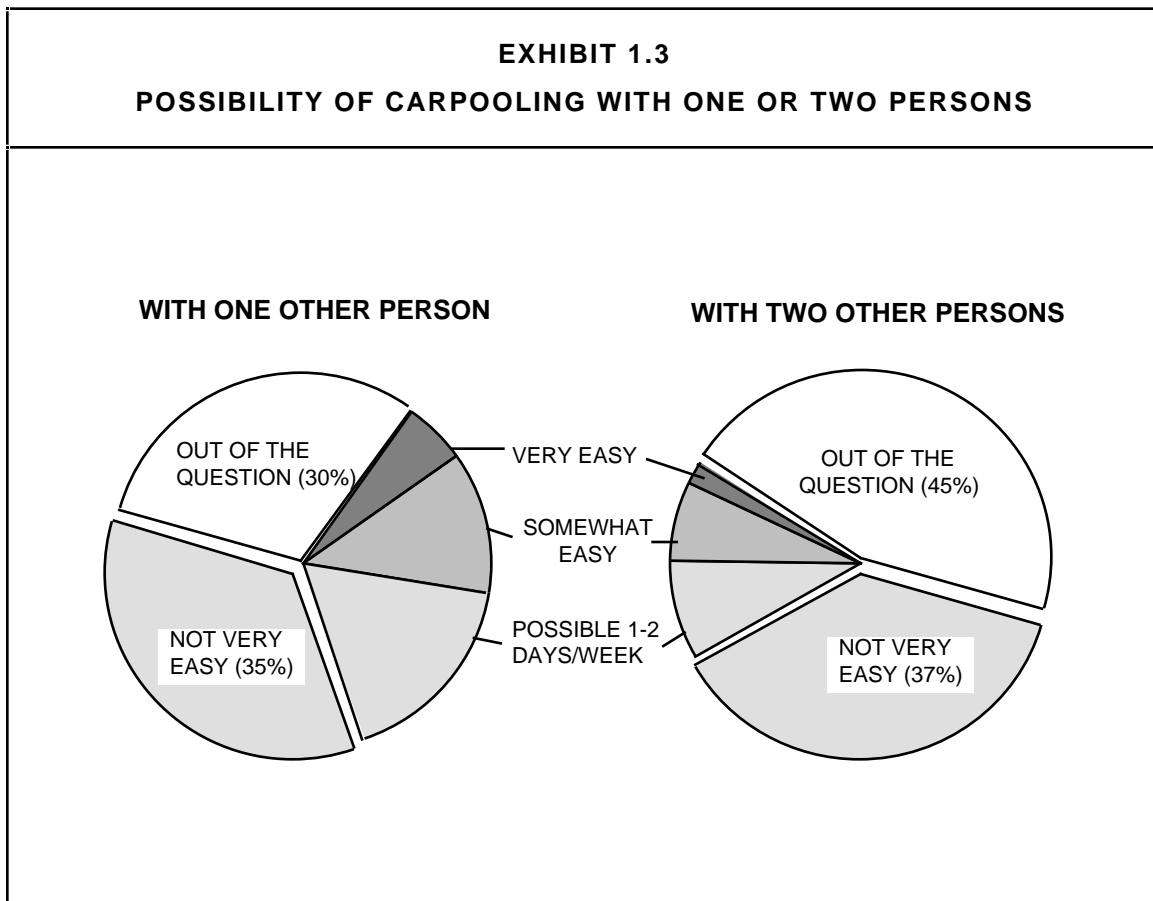 EXHIBIT 1.3
POSSIBILITY OF CARPOOLING WITH ONE OR TWO PERSONS
WITH ONE OTHER PERSON
WITH TWO OTHER PERSONS
OUT OF THE
QUESTION (30%)
VERY EASY
OUT OF THE
QUESTION (45%)
SOMEWHAT
EASY
NOT VERY
EASY (35%)
POSSIBLE 1-2
DAYS/WEEK
NOT VERY
EASY (37%)